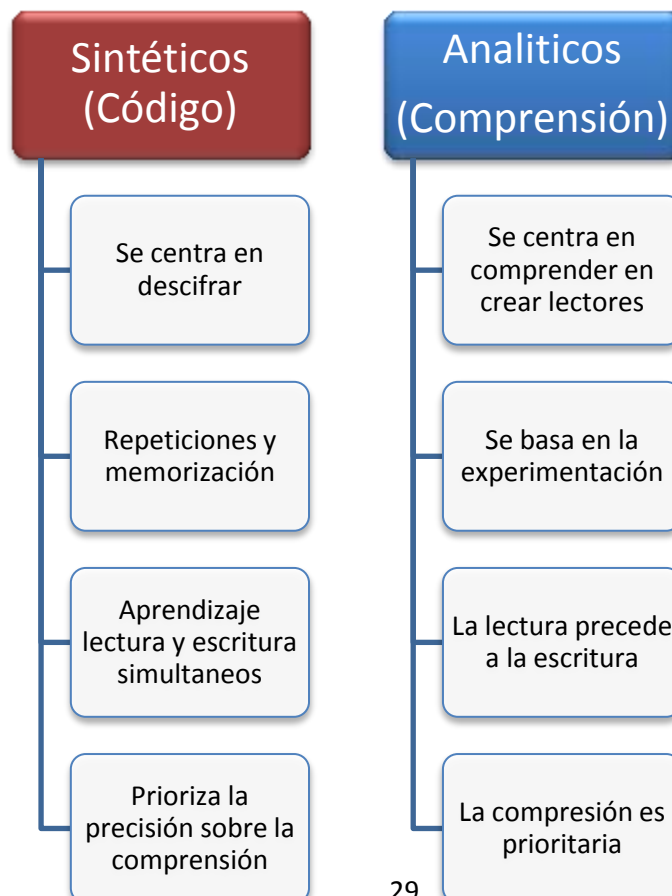 Sintéticos
(Código)
Se centra en
descifrar
Repeticiones y
memorización
Aprendizaje
lectura y escritura
simultaneos
Prioriza la
precisión sobre la
comprensión
Analiticos
(Comprensión)
Se centra en
comprender en
crear lectores
Se basa en la
experimentación
La lectura precede
a la escritura
La compresión es
prioritaria
29